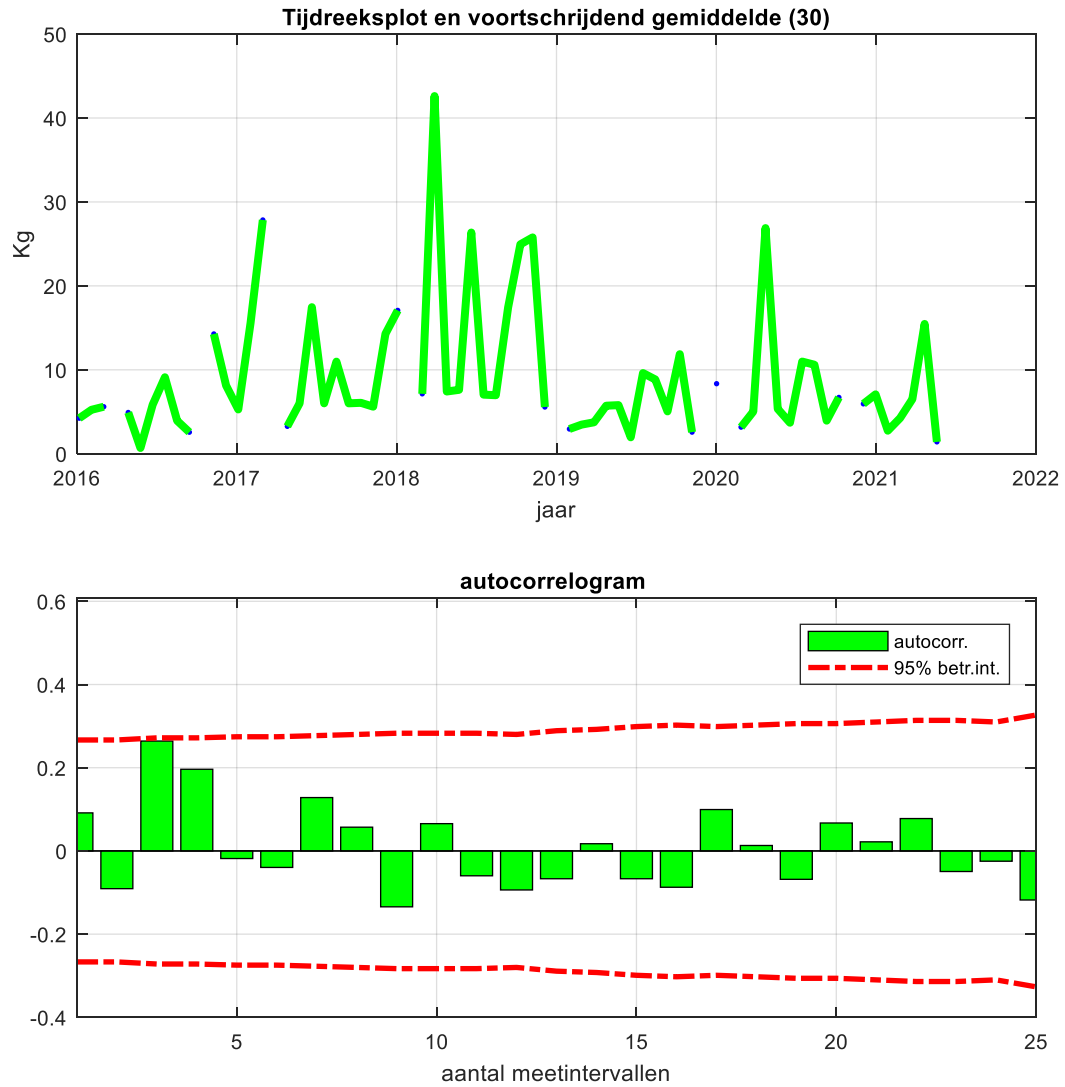 Tijdreeksplot en voortschrijdend gemiddelde (30)
50
40
30
20
10
0
Kg
2016 2017 2018 2019 2020 2021 2022
jaar
autocorrelogram
0.6
0.4
0.2
0
-0.2
-0.4
autocorr.
95% betr.int.
5 10 15 20 25
aantal meetintervallen